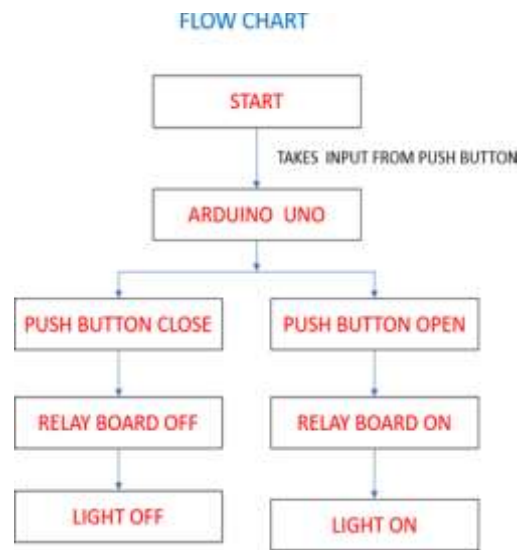 FLOW CHART
START
TAKES INPUT FROM PUSH BUTTON
ARDUINO UNO
PUSH BUTTON CLOSE
PUSH BUTTON OPEN
RELAY BOARD OFF
RELAY BOARD ON
LIGHT OFF
LIGHT ON